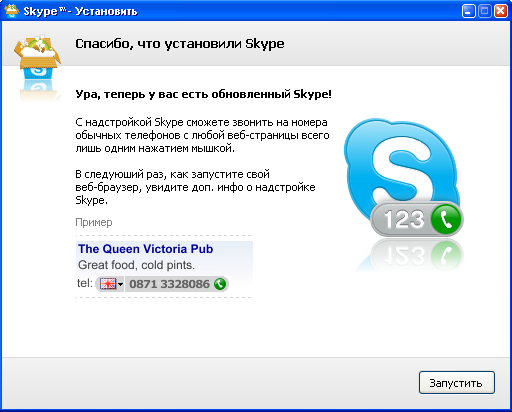 Skype™ - Установить
Спасибо, что установили Skype
Ура, теперь у вас есть обновленный Skype!
С надстройкой Skype сможете звонить на номера
обычных телефонов с любой веб-страницы всего
лишь одним нажатием мышкой.
В следующий раз, как запустите свой
веб-браузер, увидите доп. инфо о надстройке
Skype.
Пример
The Queen Victoria Pub
Great food, cold pints.
tel: 0871 3328086
S
123
Запустить